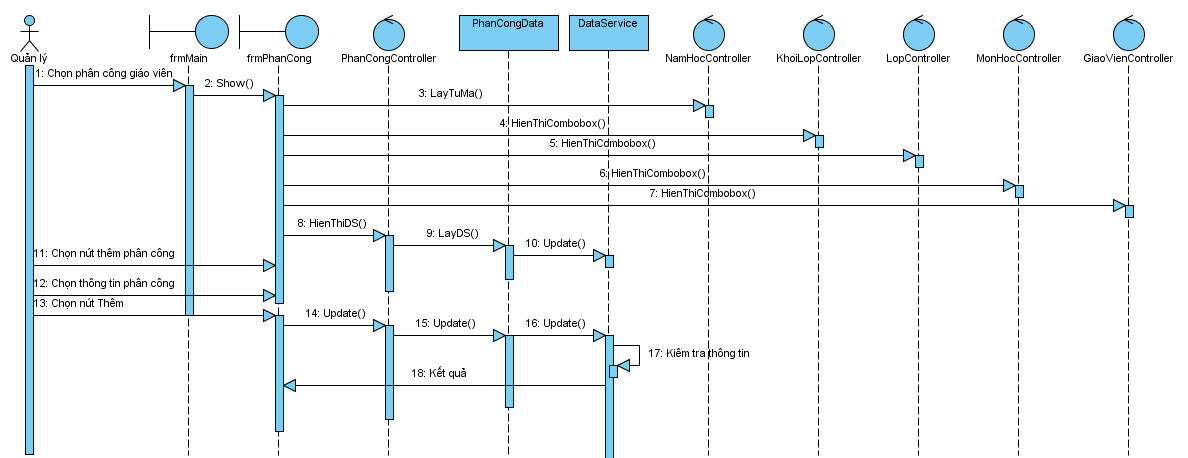 PhanCongData
DataService
Quản lý
frmMain
frmPhanCong
PhanCongController
NamHocController
KhoiLopController
LopController
MonHocController
GiaoVienController
1: Chọn phân công giáo viên
2: Show()
3: LayTuMa()
4: HienThiCombobox()
5: HienThiCombobox()
6: HienThiCombobox()
7: HienThiCombobox()
8: HienThiDS()
9: LayDS()
10: Update()
11: Chọn nút thêm phân công
12: Chọn thông tin phân công
13: Chọn nút Thêm
14: Update()
15: Update()
16: Update()
17: Kiểm tra thông tin
18: Kết quả